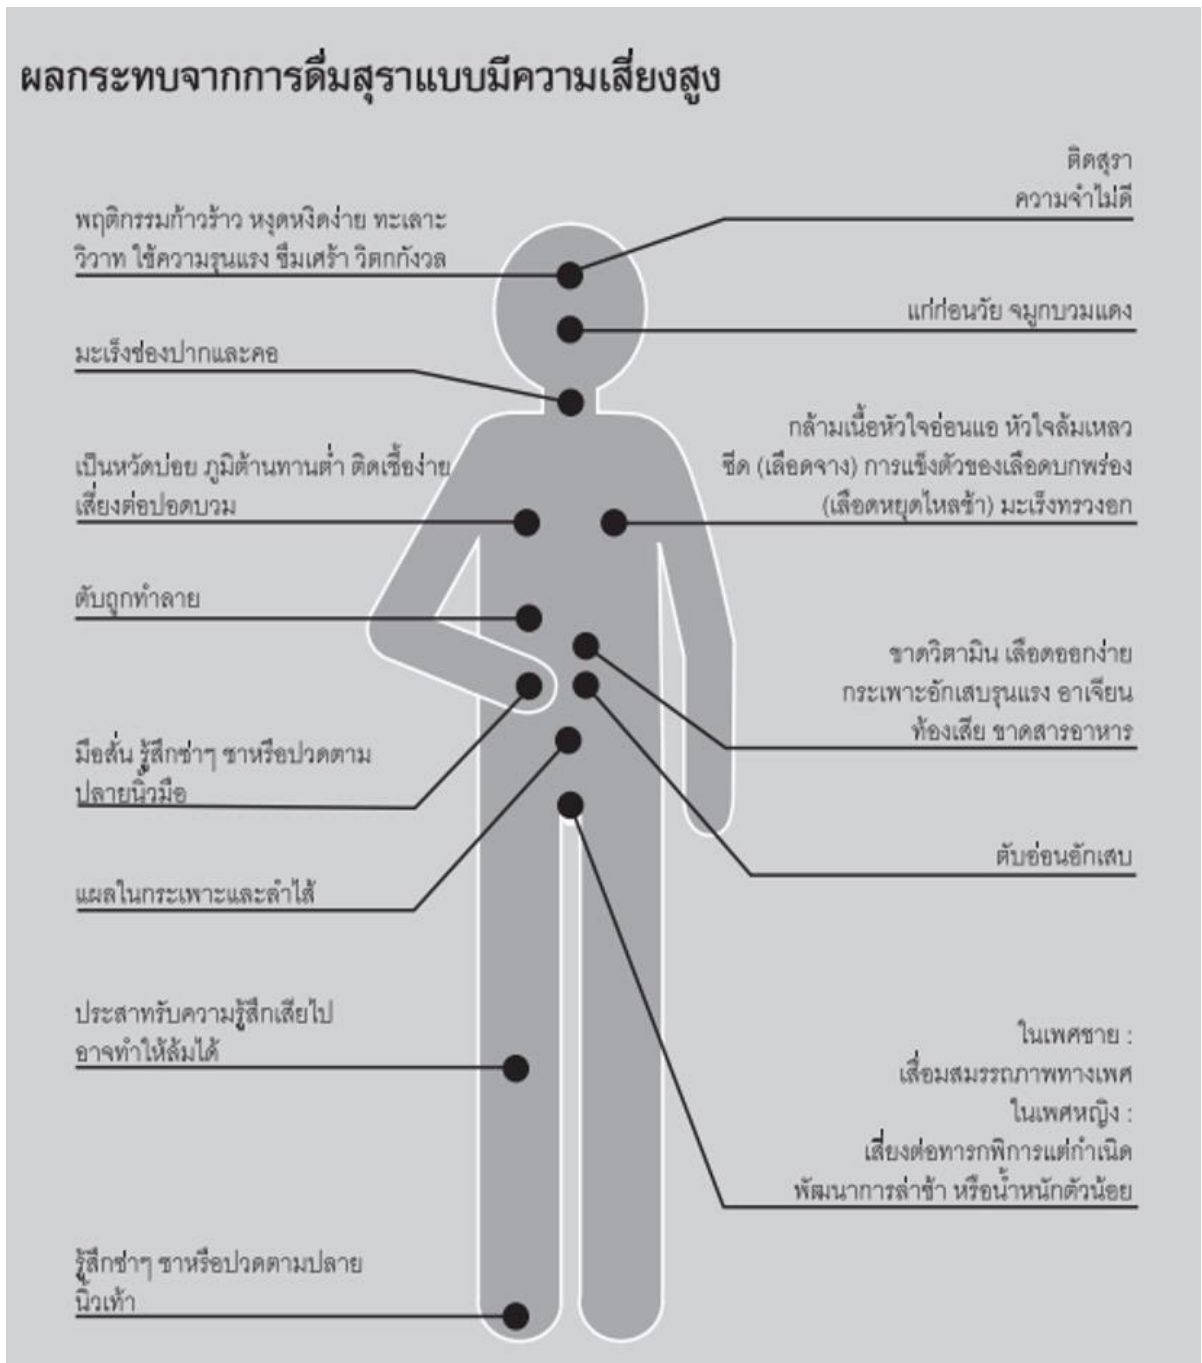 ผลกระทบจากการดื่มสุราแบบมีความเสี่ยงสูง
ติดสุรา
ความจำไม่ดี
พฤติกรรมก้าวร้าว หงุดหงิดง่าย ทะเลาะ
วิวาท ใช้ความรุนแรง ซึมเศร้า วิตกกังวล
แก่ก่อนวัย จมูกบวมแดง
มะเร็งช่องปากและคอ
กล้ามเนื้อหัวใจอ่อนแอ หัวใจล้มเหลว
ซีด (เลือดจาง) การแข็งตัวของเลือดบกพร่อง
(เลือดหยุดไหลช้า) มะเร็งทรวงอก
เป็นหวัดบ่อย ภูมิต้านทานต่ำ ติดเชื้อง่าย
เสี่ยงต่อปอดบวม
ตับถูกทำลาย
ขาดวิตามิน เลือดออกง่าย
กระเพาะอักเสบรุนแรง อาเจียน
ท้องเสีย ขาดสารอาหาร
มือสั่น รู้สึกซ่าๆ ชาหรือปวดตาม
ปลายนิ้วมือ
ตับอ่อนอักเสบ
แผลในกระเพาะและลำไส้
ประสาทรับความรู้สึกเสียไป
อาจทำให้ล้มได้
ในเพศชาย :
เสื่อมสมรรถภาพทางเพศ
ในเพศหญิง :
เสี่ยงต่อทารกพิการแต่กำเนิด
พัฒนาการล่าช้า หรือน้ำหนักตัวน้อย
รู้สึกซ่าๆ ชาหรือปวดตามปลาย
นิ้วเท้า